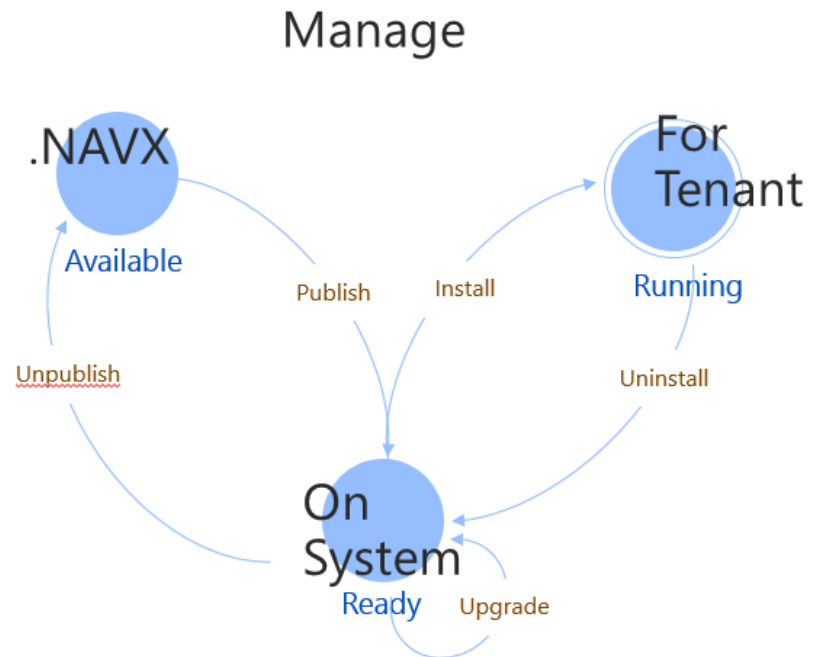 Manage
.NAVX
Available
For
Tenant
Running
Publish
Install
Unpublish
Uninstall
On
System
Ready
Upgrade